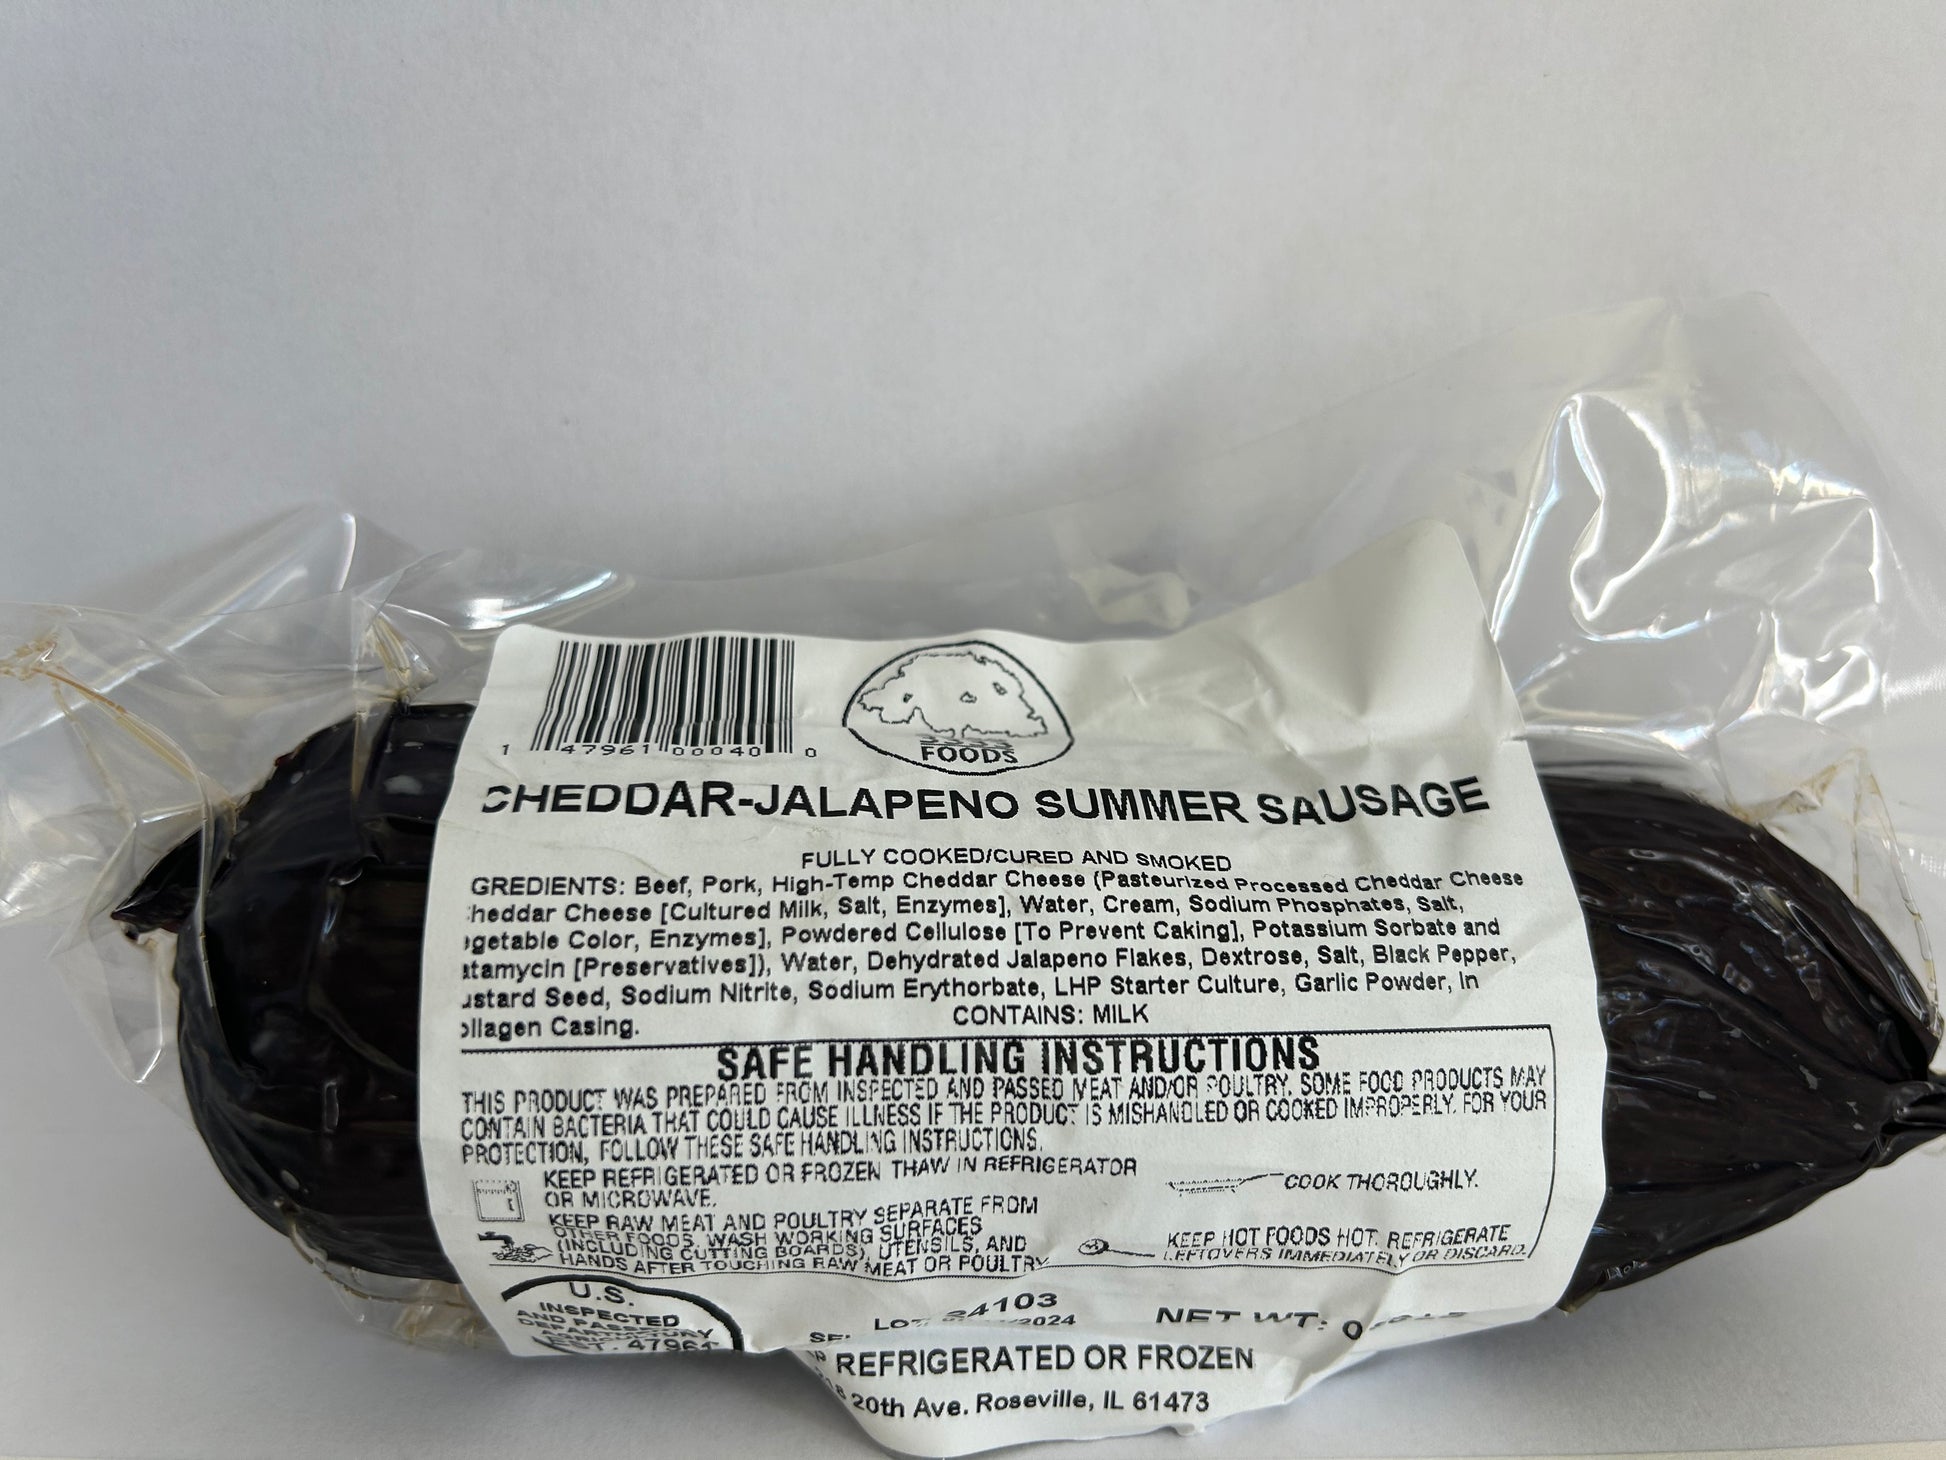 FOODS
1 47961 00040 0
CHEDDAR-JALAPENO SUMMER SAUSAGE
FULLY COOKED/CURED AND SMOKED
GREDIENTS: Beef, Pork, High-Temp Cheddar Cheese (Pasteurized Processed Cheddar Cheese
heddar Cheese [Cultured Milk, Salt, Enzymes], Water, Cream, Sodium Phosphates, Salt,
getable Color, Enzymes], Powdered Cellulose [To Prevent Caking], Potassium Sorbate and
tamycin [Preservatives]), Water, Dehydrated Jalapeno Flakes, Dextrose, Salt, Black Pepper,
ustard Seed, Sodium Nitrite, Sodium Erythorbate, LHP Starter Culture, Garlic Powder, In
ollagen Casing.
CONTAINS: MILK
SAFE HANDLING INSTRUCTIONS
THIS PRODUCT WAS PREPARED FROM INSPECTED AND PASSED MEAT AND/OR POULTRY. SOME FOOD PRODUCTS MAY
CONTAIN BACTERIA THAT COULD CAUSE ILLNESS IF THE PRODUCT IS MISHANDLED OR COOKED IMPROPERLY. FOR YOUR
PROTECTION, FOLLOW THESE SAFE HANDLING INSTRUCTIONS.
KEEP REFRIGERATED OR FROZEN THAW IN REFRIGERATOR
OR MICROWAVE.
COOK THOROUGHLY.
KEEP RAW MEAT AND POULTRY SEPARATE FROM
OTHER FOODS. WASH WORKING SURFACES
(INCLUDING CUTTING BOARDS), UTENSILS, AND
HANDS AFTER TOUCHING RAW MEAT OR POULTRY
KEEP HOT FOODS HOT. REFRIGERATE
LEFTOVERS IMMEDIATELY OR DISCARD.
U.S.
INSPECTED
AND PASSED
EST. 47961
LOT 24103
2024
NET WT:
REFRIGERATED OR FROZEN
20th Ave. Roseville, IL 61473